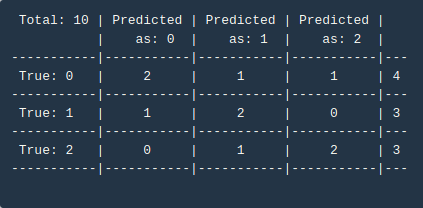 Total: 10 | Predicted | Predicted | Predicted |
          |    as: 0  |    as: 1  |    as: 2  |
-----------|-----------|-----------|-----------|---
 True: 0  |     2     |     1     |     1     | 4
-----------|-----------|-----------|-----------|---
 True: 1  |     1     |     2     |     0     | 3
-----------|-----------|-----------|-----------|---
 True: 2  |     0     |     1     |     2     | 3
-----------|-----------|-----------|-----------|---